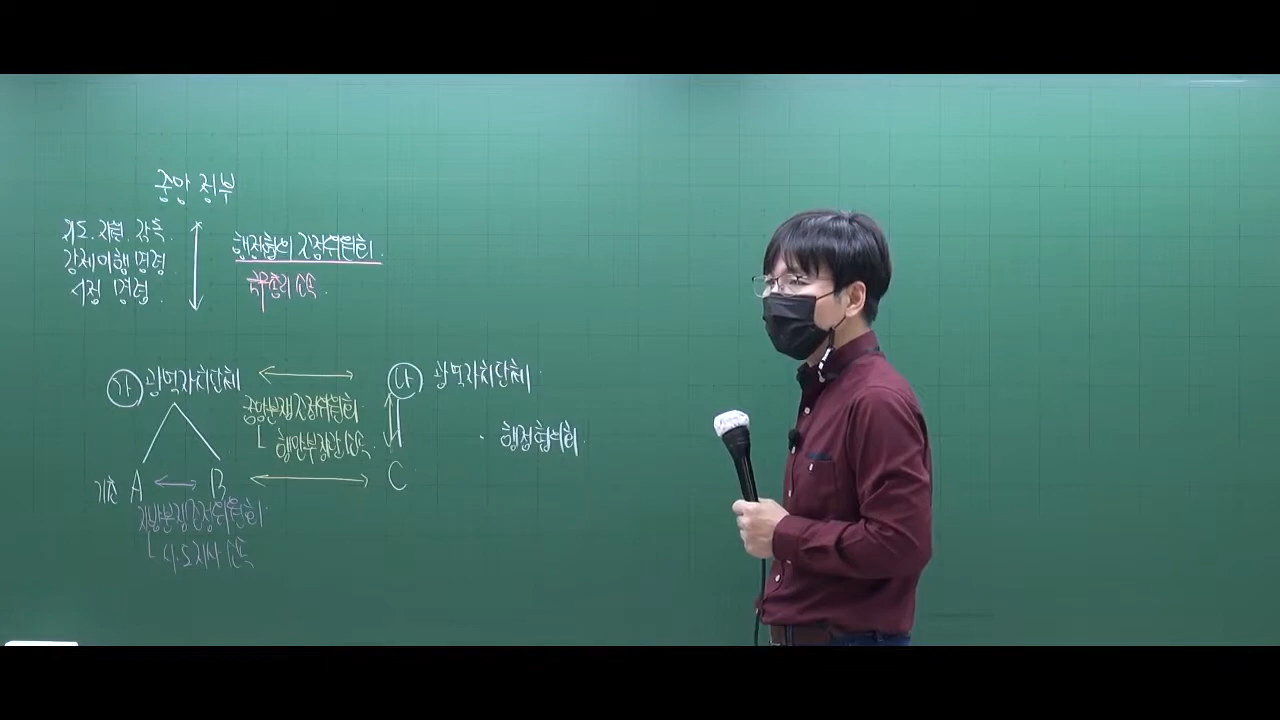 중앙 정부
지도. 지원. 감독.
강제이행 명령
시정 명령.
행정협의 조정위원회.
국무총리 소속.
가 광역자치단체
나 광역자치단체.
중앙분쟁조정위원회
ㄴ 행안부장관 소속.
· 행정협의회.
기초 A B C
지방분쟁조정위원회.
ㄴ 시·도지사 소속